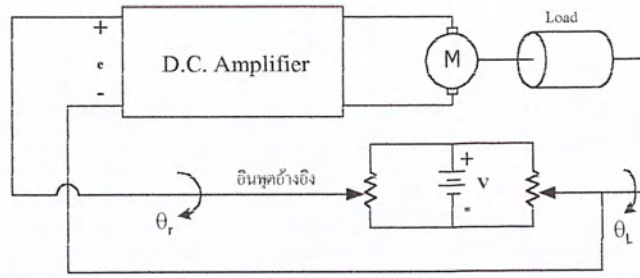 Load
+
e
-
D.C. Amplifier
M
อินพุตอ้างอิง
+
V
-
θr
θL